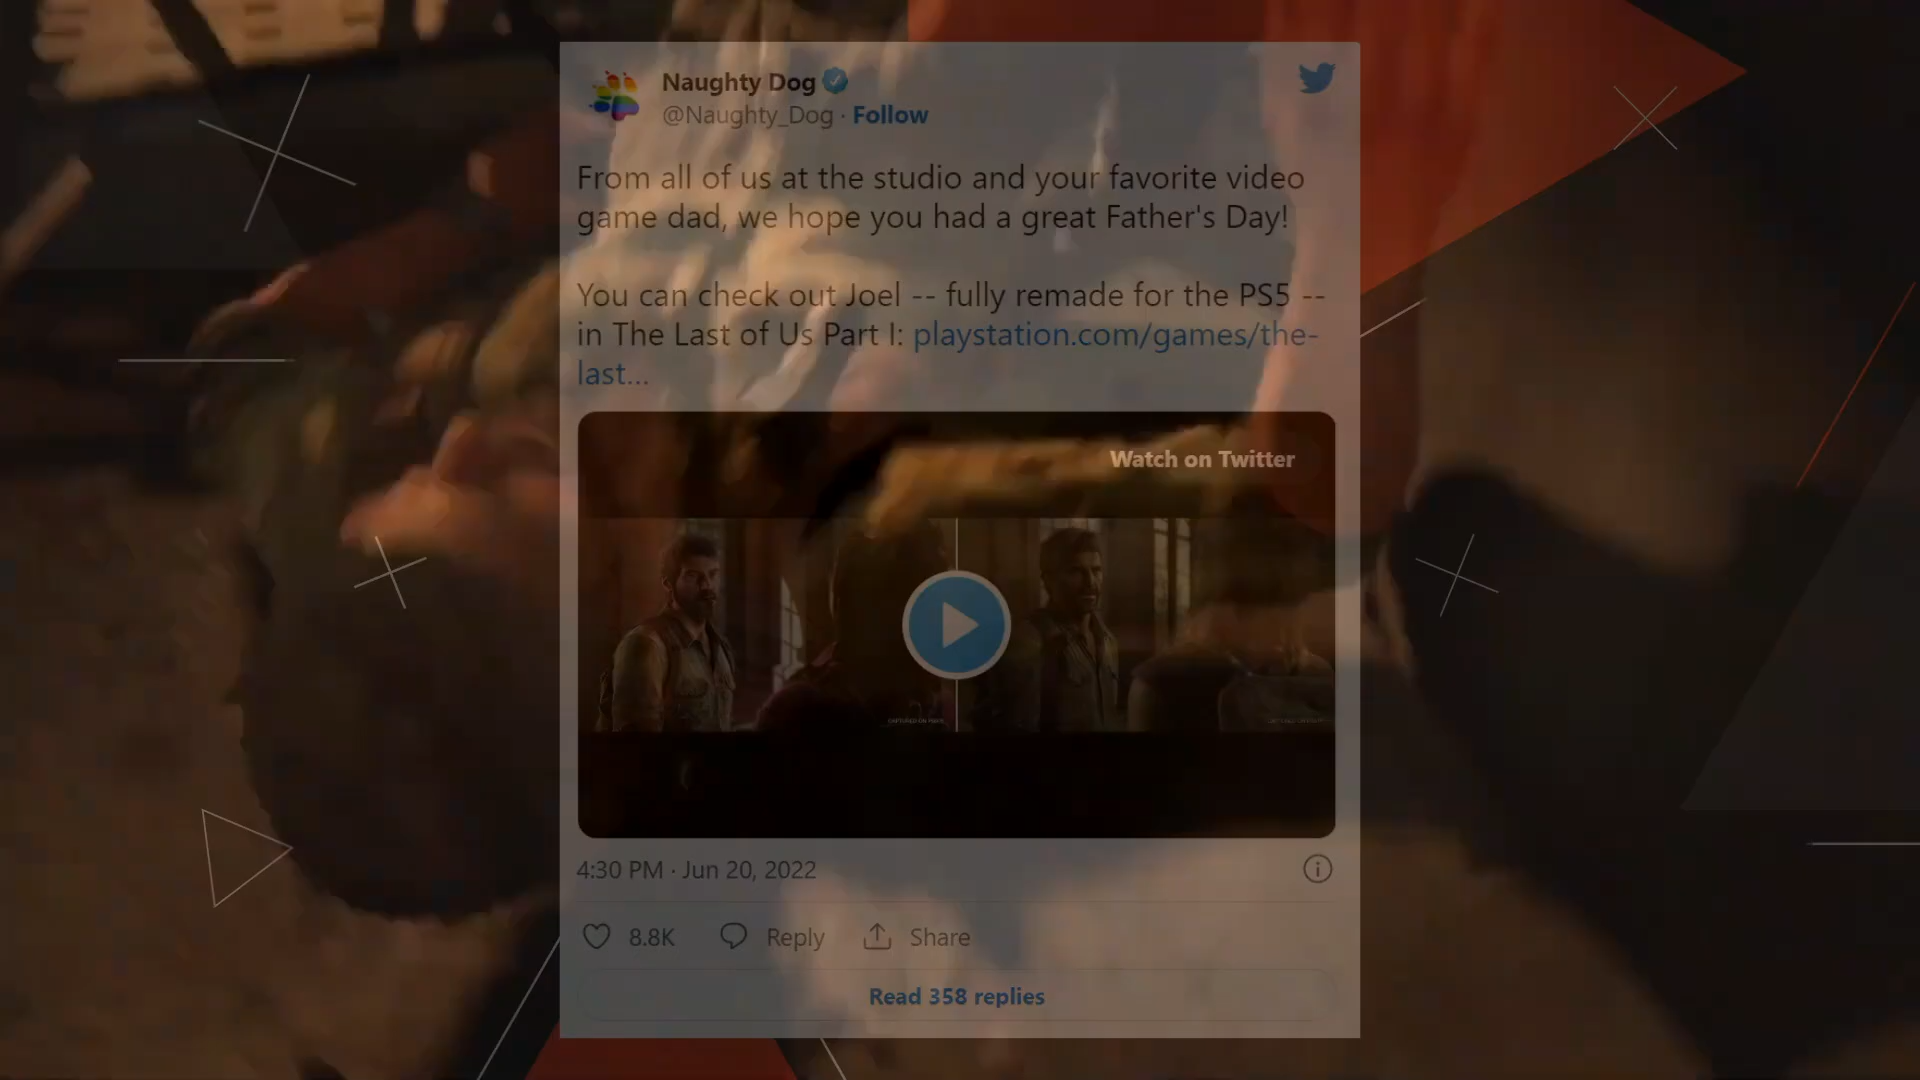 Naughty Dog
@Naughty_Dog · Follow
From all of us at the studio and your favorite video
game dad, we hope you had a great Father's Day!
You can check out Joel -- fully remade for the PS5 --
in The Last of Us Part I: playstation.com/games/the-
last...
Watch on Twitter
4:30 PM · Jun 20, 2022
8.8K Reply Share
Read 358 replies